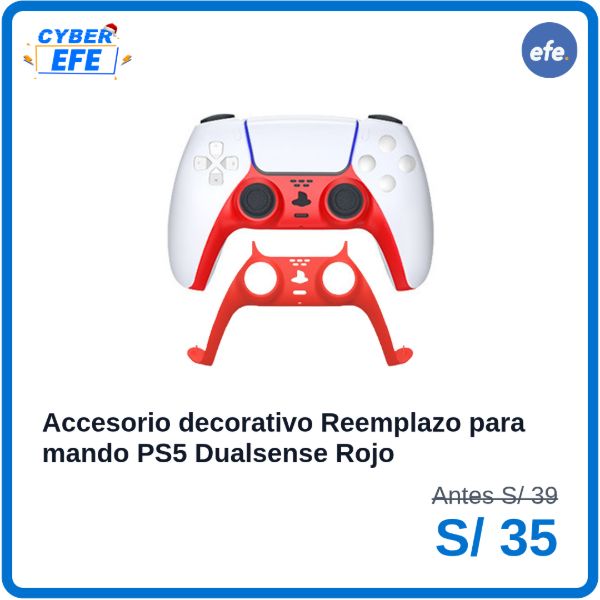 CYBER
EFE
efe.
Accesorio decorativo Reemplazo para
mando PS5 Dualsense Rojo
Antes S/ 39
S/ 35